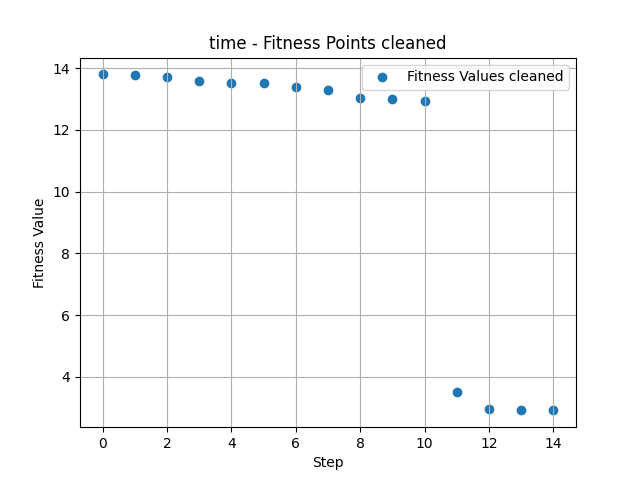 time - Fitness Points cleaned
Fitness Values cleaned
14
12
10
8
6
4
Fitness Value
0 2 4 6 8 10 12 14
Step